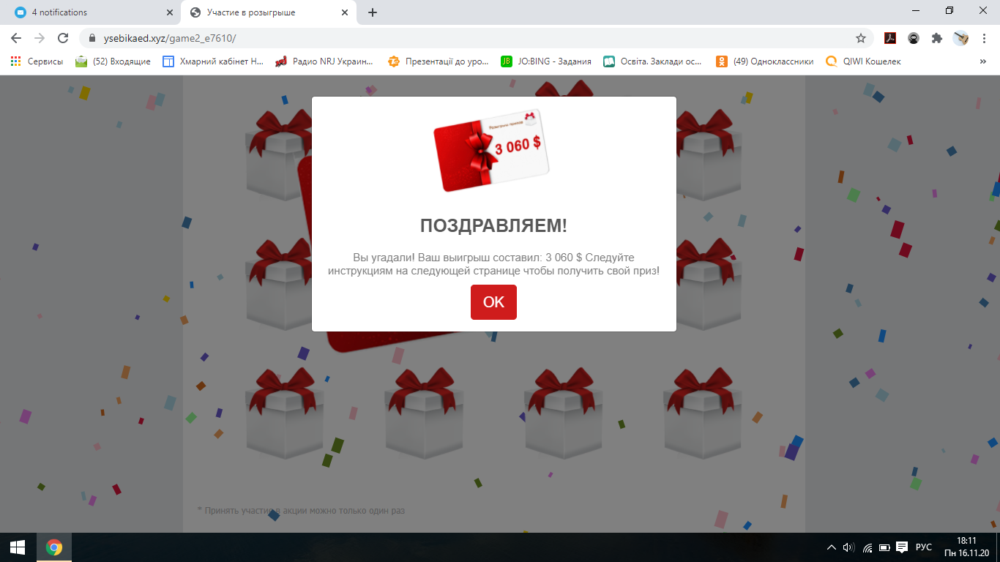 4 notifications
Участие в розыгрыше
ysebikaed.xyz/game2_e7610/
Сервисы
(52) Входящие
Хмарний кабінет Н...
Радио NRJ Украин...
Презентації до уро...
JB
JO:BING - Задания
Освіта. Заклади ос...
(49) Одноклассники
QIWI Кошелек
»
Розыгрыш призов
3 060 $
ПОЗДРАВЛЯЕМ!
Вы угадали! Ваш выигрыш составил: 3 060 $ Следуйте
инструкциям на следующей странице чтобы получить свой приз!
OK
* Принять участие в акции можно только один раз
РУС
18:11
Пн 16.11.20